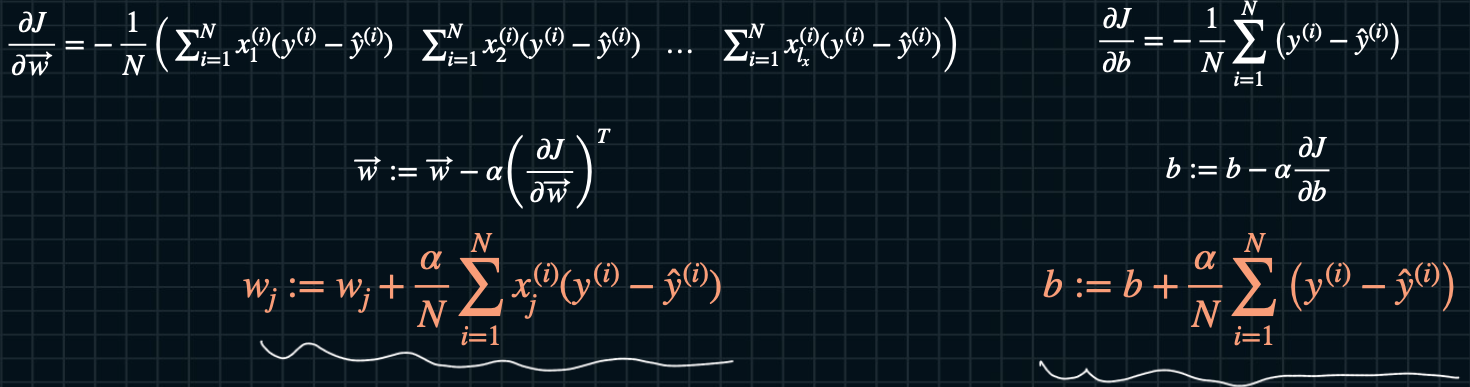 ∂J/∂w⃗ = − 1/N ( ∑_{i=1}^{N} x_1^{(i)}(y^{(i)} − ŷ^{(i)})  ∑_{i=1}^{N} x_2^{(i)}(y^{(i)} − ŷ^{(i)})  …  ∑_{i=1}^{N} x_{l_x}^{(i)}(y^{(i)} − ŷ^{(i)}) )
∂J/∂b = − 1/N ∑_{i=1}^{N} (y^{(i)} − ŷ^{(i)})
w⃗ := w⃗ − α(∂J/∂w⃗)^T
b := b − α ∂J/∂b
w_j := w_j + α/N ∑_{i=1}^{N} x_j^{(i)}(y^{(i)} − ŷ^{(i)})
b := b + α/N ∑_{i=1}^{N} (y^{(i)} − ŷ^{(i)})